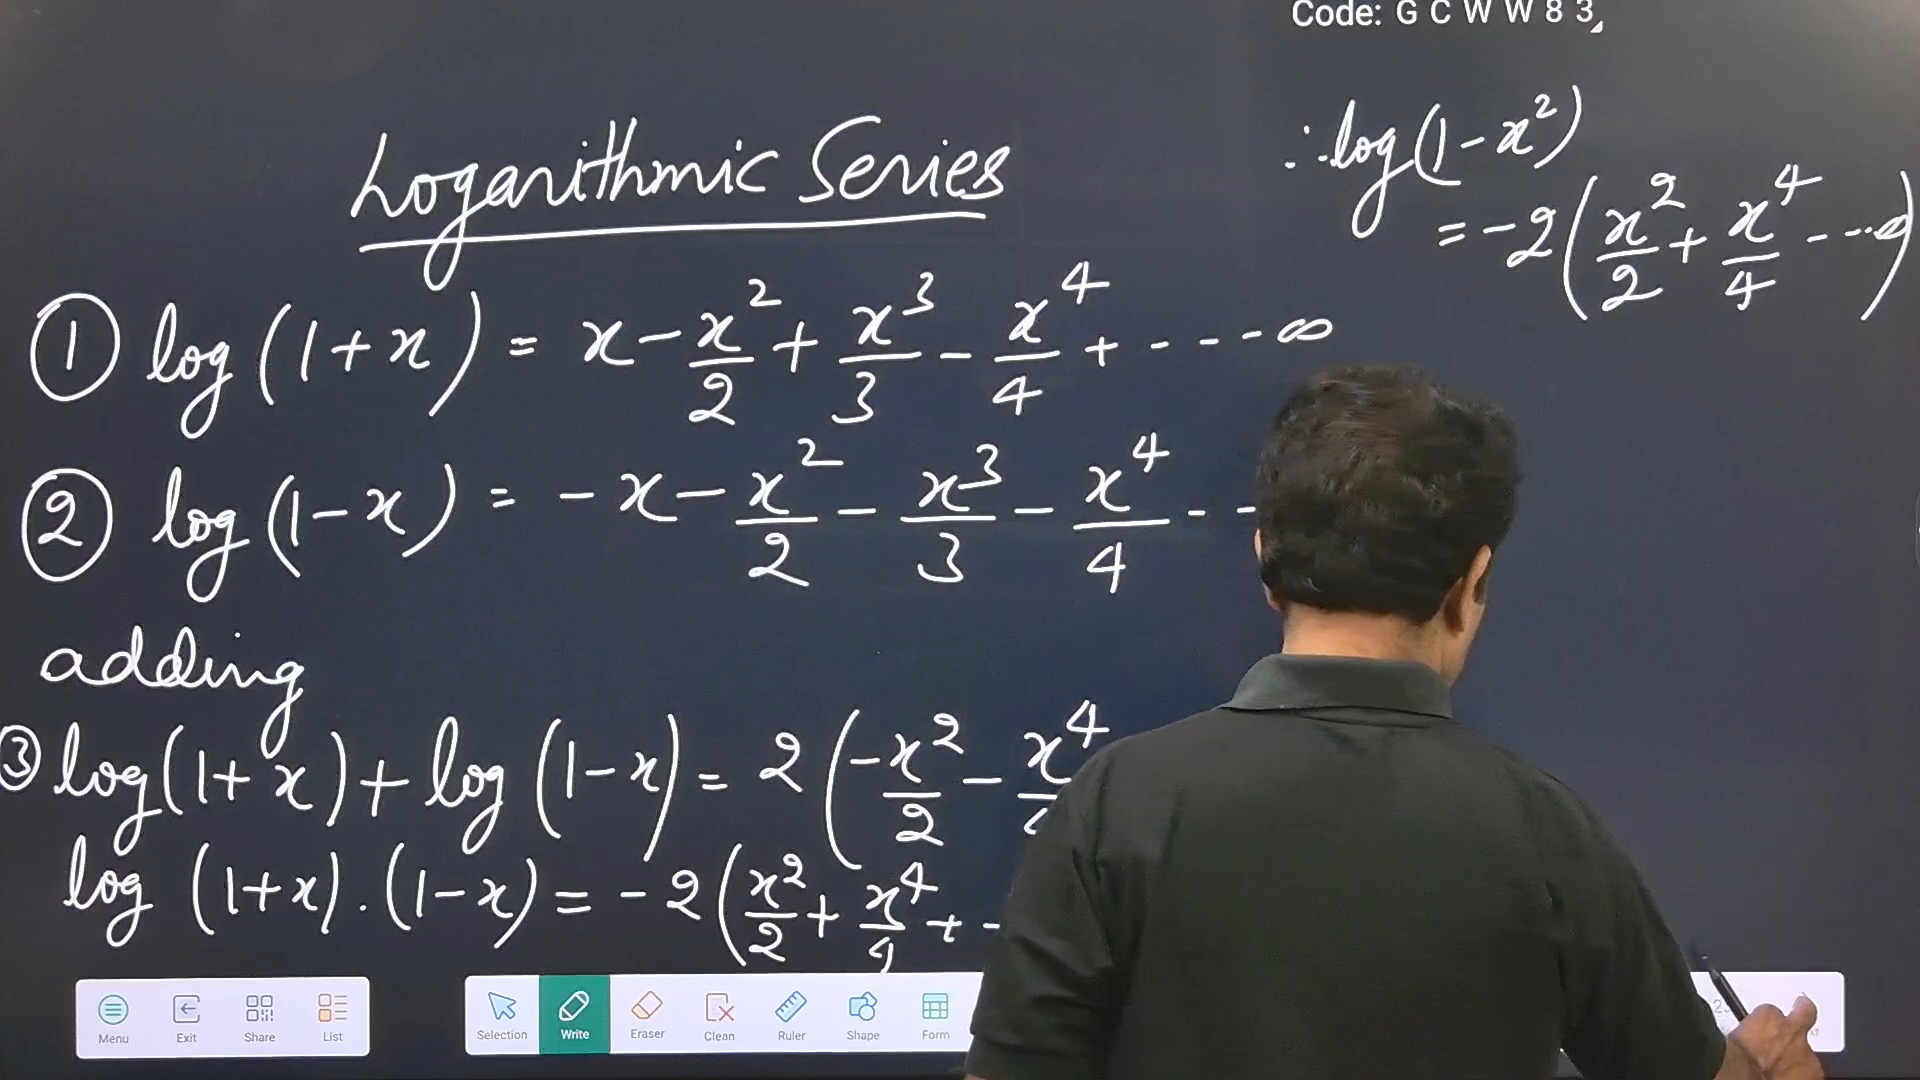 Code: G C W W 8 3
Logarithmic Series
① log (1+x) = x - x²/2 + x³/3 - x⁴/4 + - - - - ∞
② log (1-x) = - x - x²/2 - x³/3 - x⁴/4 - -
adding
③ log(1+x) + log (1-x) = 2 (-x²/2 - x⁴/
log (1+x).(1-x) = -2 (x²/2 + x⁴/4 + -
∴ log(1-x²)
= -2 (x²/2 + x⁴/4 - - ... ∞)
Menu Exit Share List Selection Write Eraser Clean Ruler Shape Form